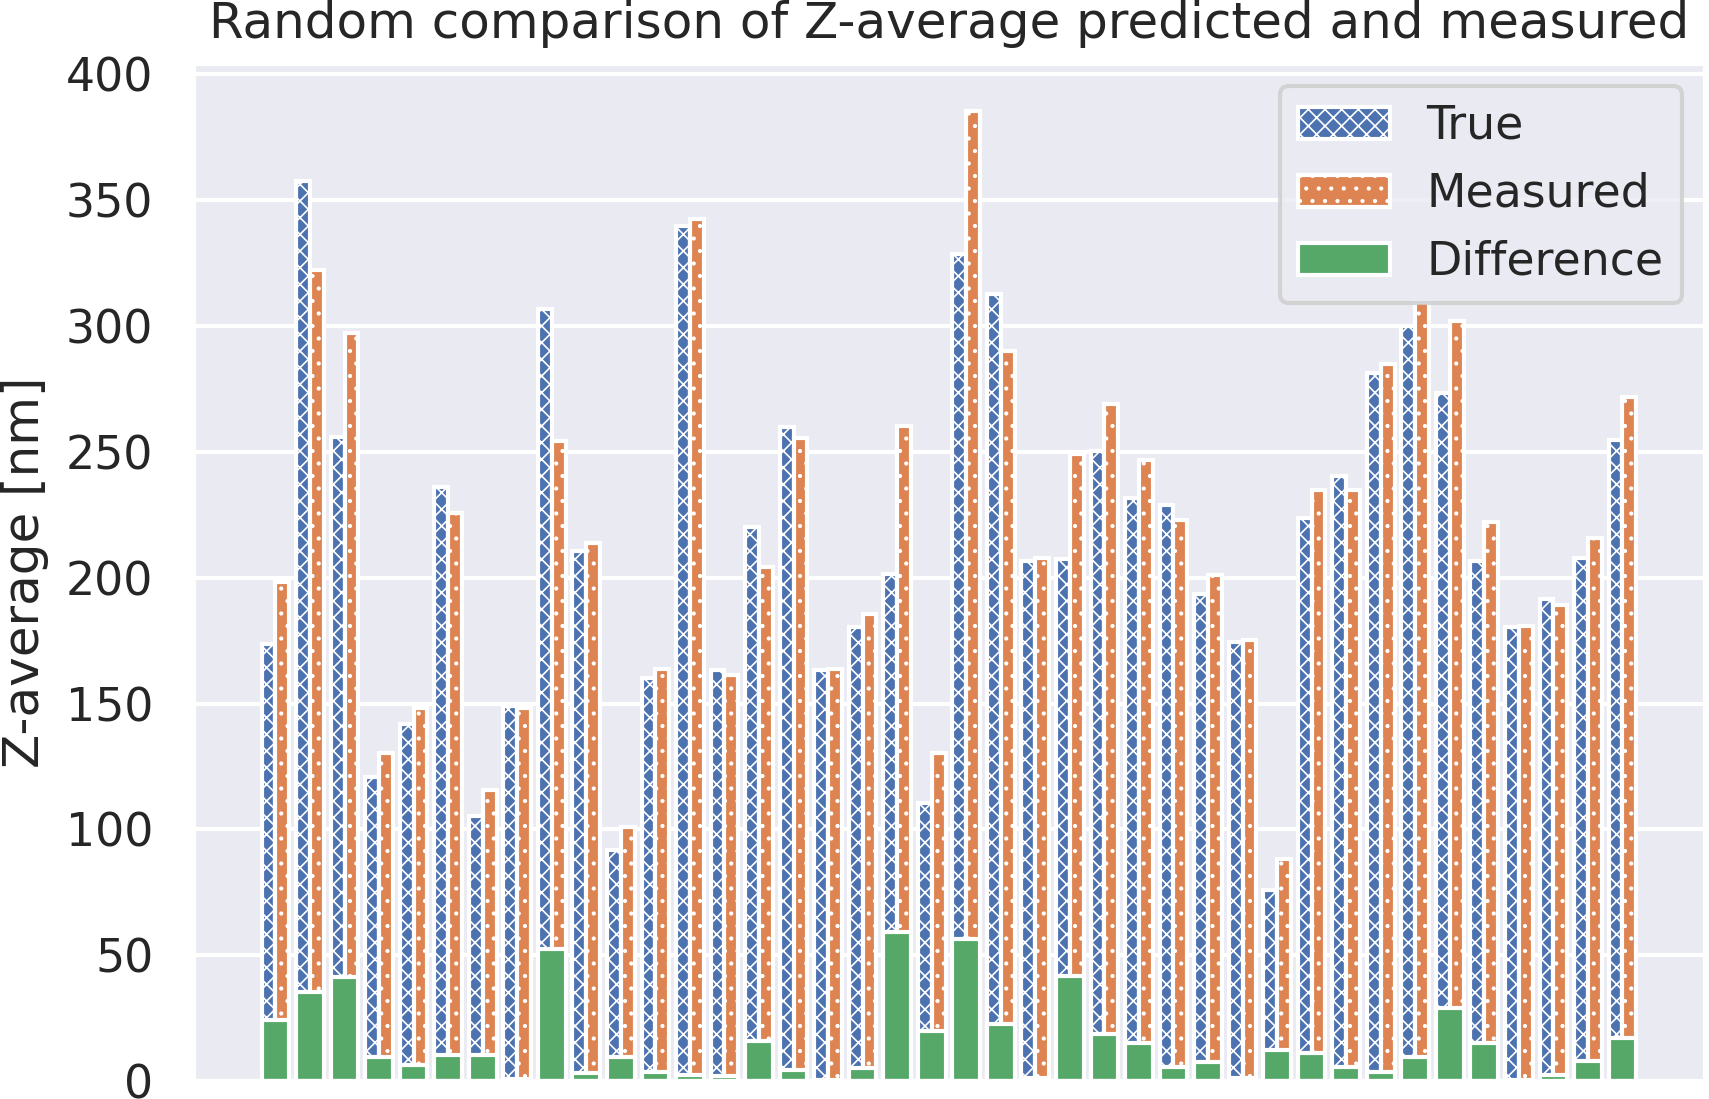 Random comparison of Z-average predicted and measured
Z-average [nm]
400
350
300
250
200
150
100
50
0
True
Measured
Difference